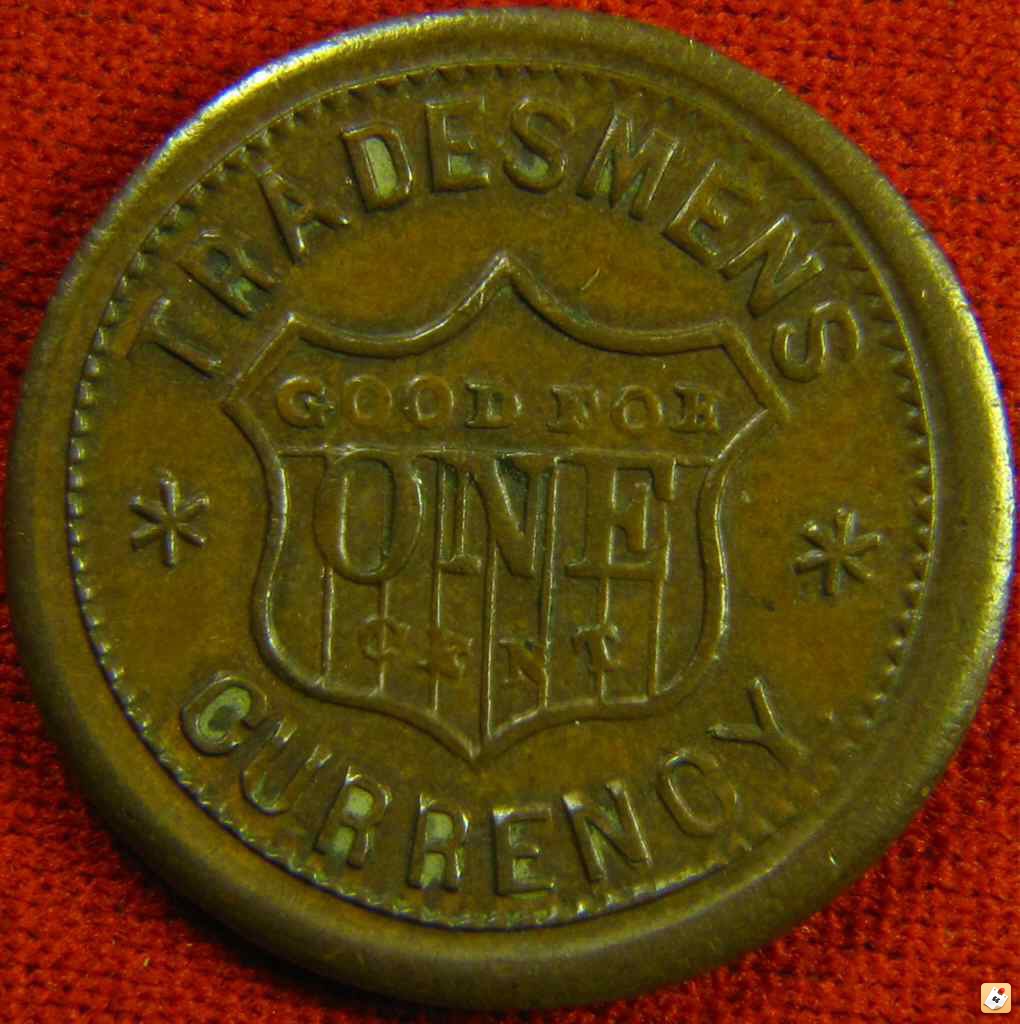 TRADESMENS
GOOD FOR
ONE
CENT
CURRENCY